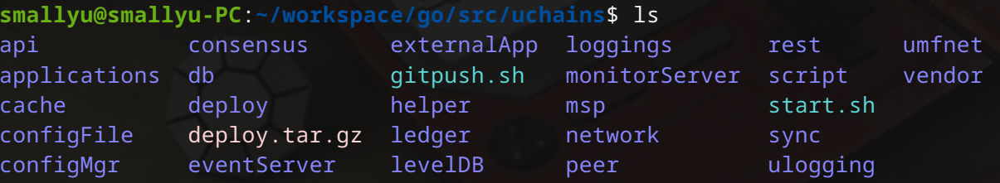 smallyu@smallyu-PC:~/workspace/go/src/uchains$ ls
api consensus externalApp loggings rest umfnet
applications db gitpush.sh monitorServer script vendor
cache deploy helper msp start.sh
configFile deploy.tar.gz ledger network sync
configMgr eventServer levelDB peer ulogging